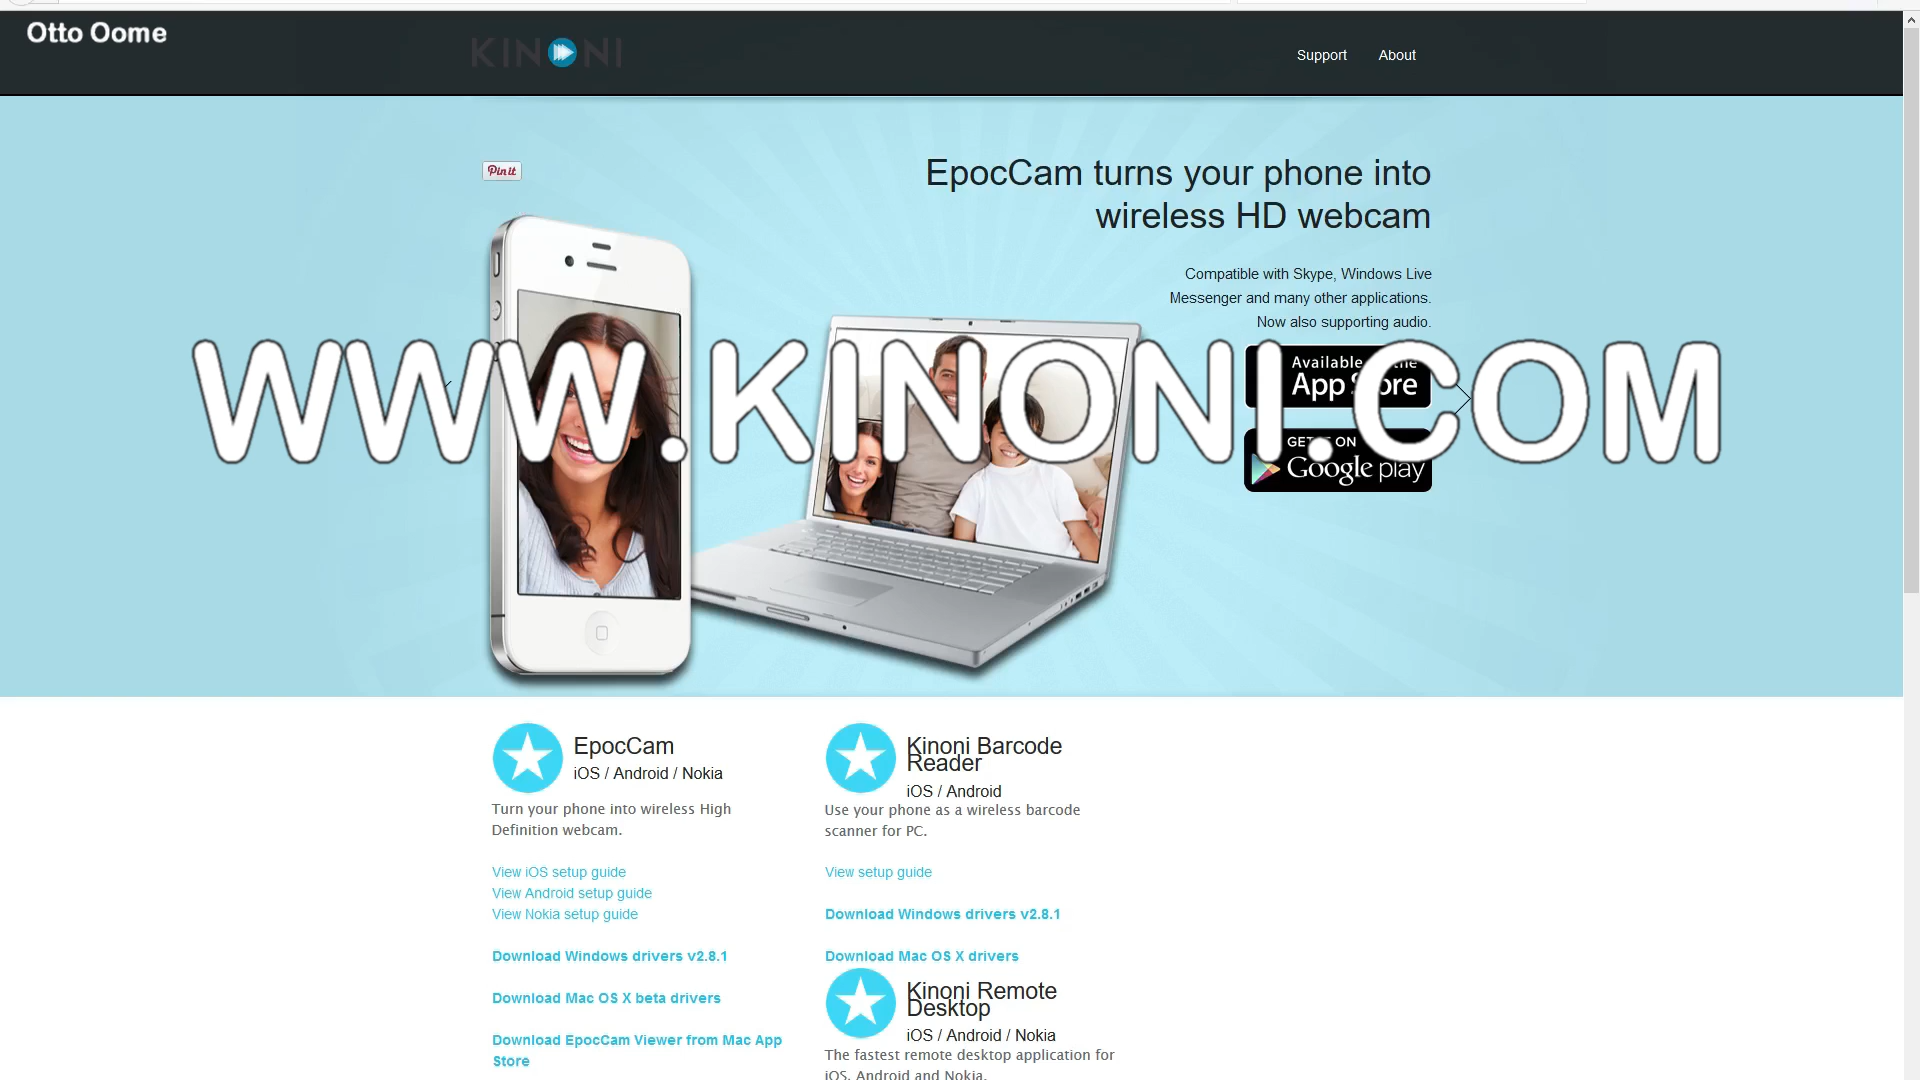 Otto Oome
KINONI
Support
About
Pin it
EpocCam turns your phone into
wireless HD webcam
Compatible with Skype, Windows Live
Messenger and many other applications.
Now also supporting audio.
WWW.KINONI.COM
Available
App Store
Google play
EpocCam
iOS / Android / Nokia
Turn your phone into wireless High
Definition webcam.
View iOS setup guide
View Android setup guide
View Nokia setup guide
Download Windows drivers v2.8.1
Download Mac OS X beta drivers
Download EpocCam Viewer from Mac App
Store
Kinoni Barcode
Reader
iOS / Android
Use your phone as a wireless barcode
scanner for PC.
View setup guide
Download Windows drivers v2.8.1
Download Mac OS X drivers
Kinoni Remote
Desktop
iOS / Android / Nokia
The fastest remote desktop application for
iOS, Android and Nokia.